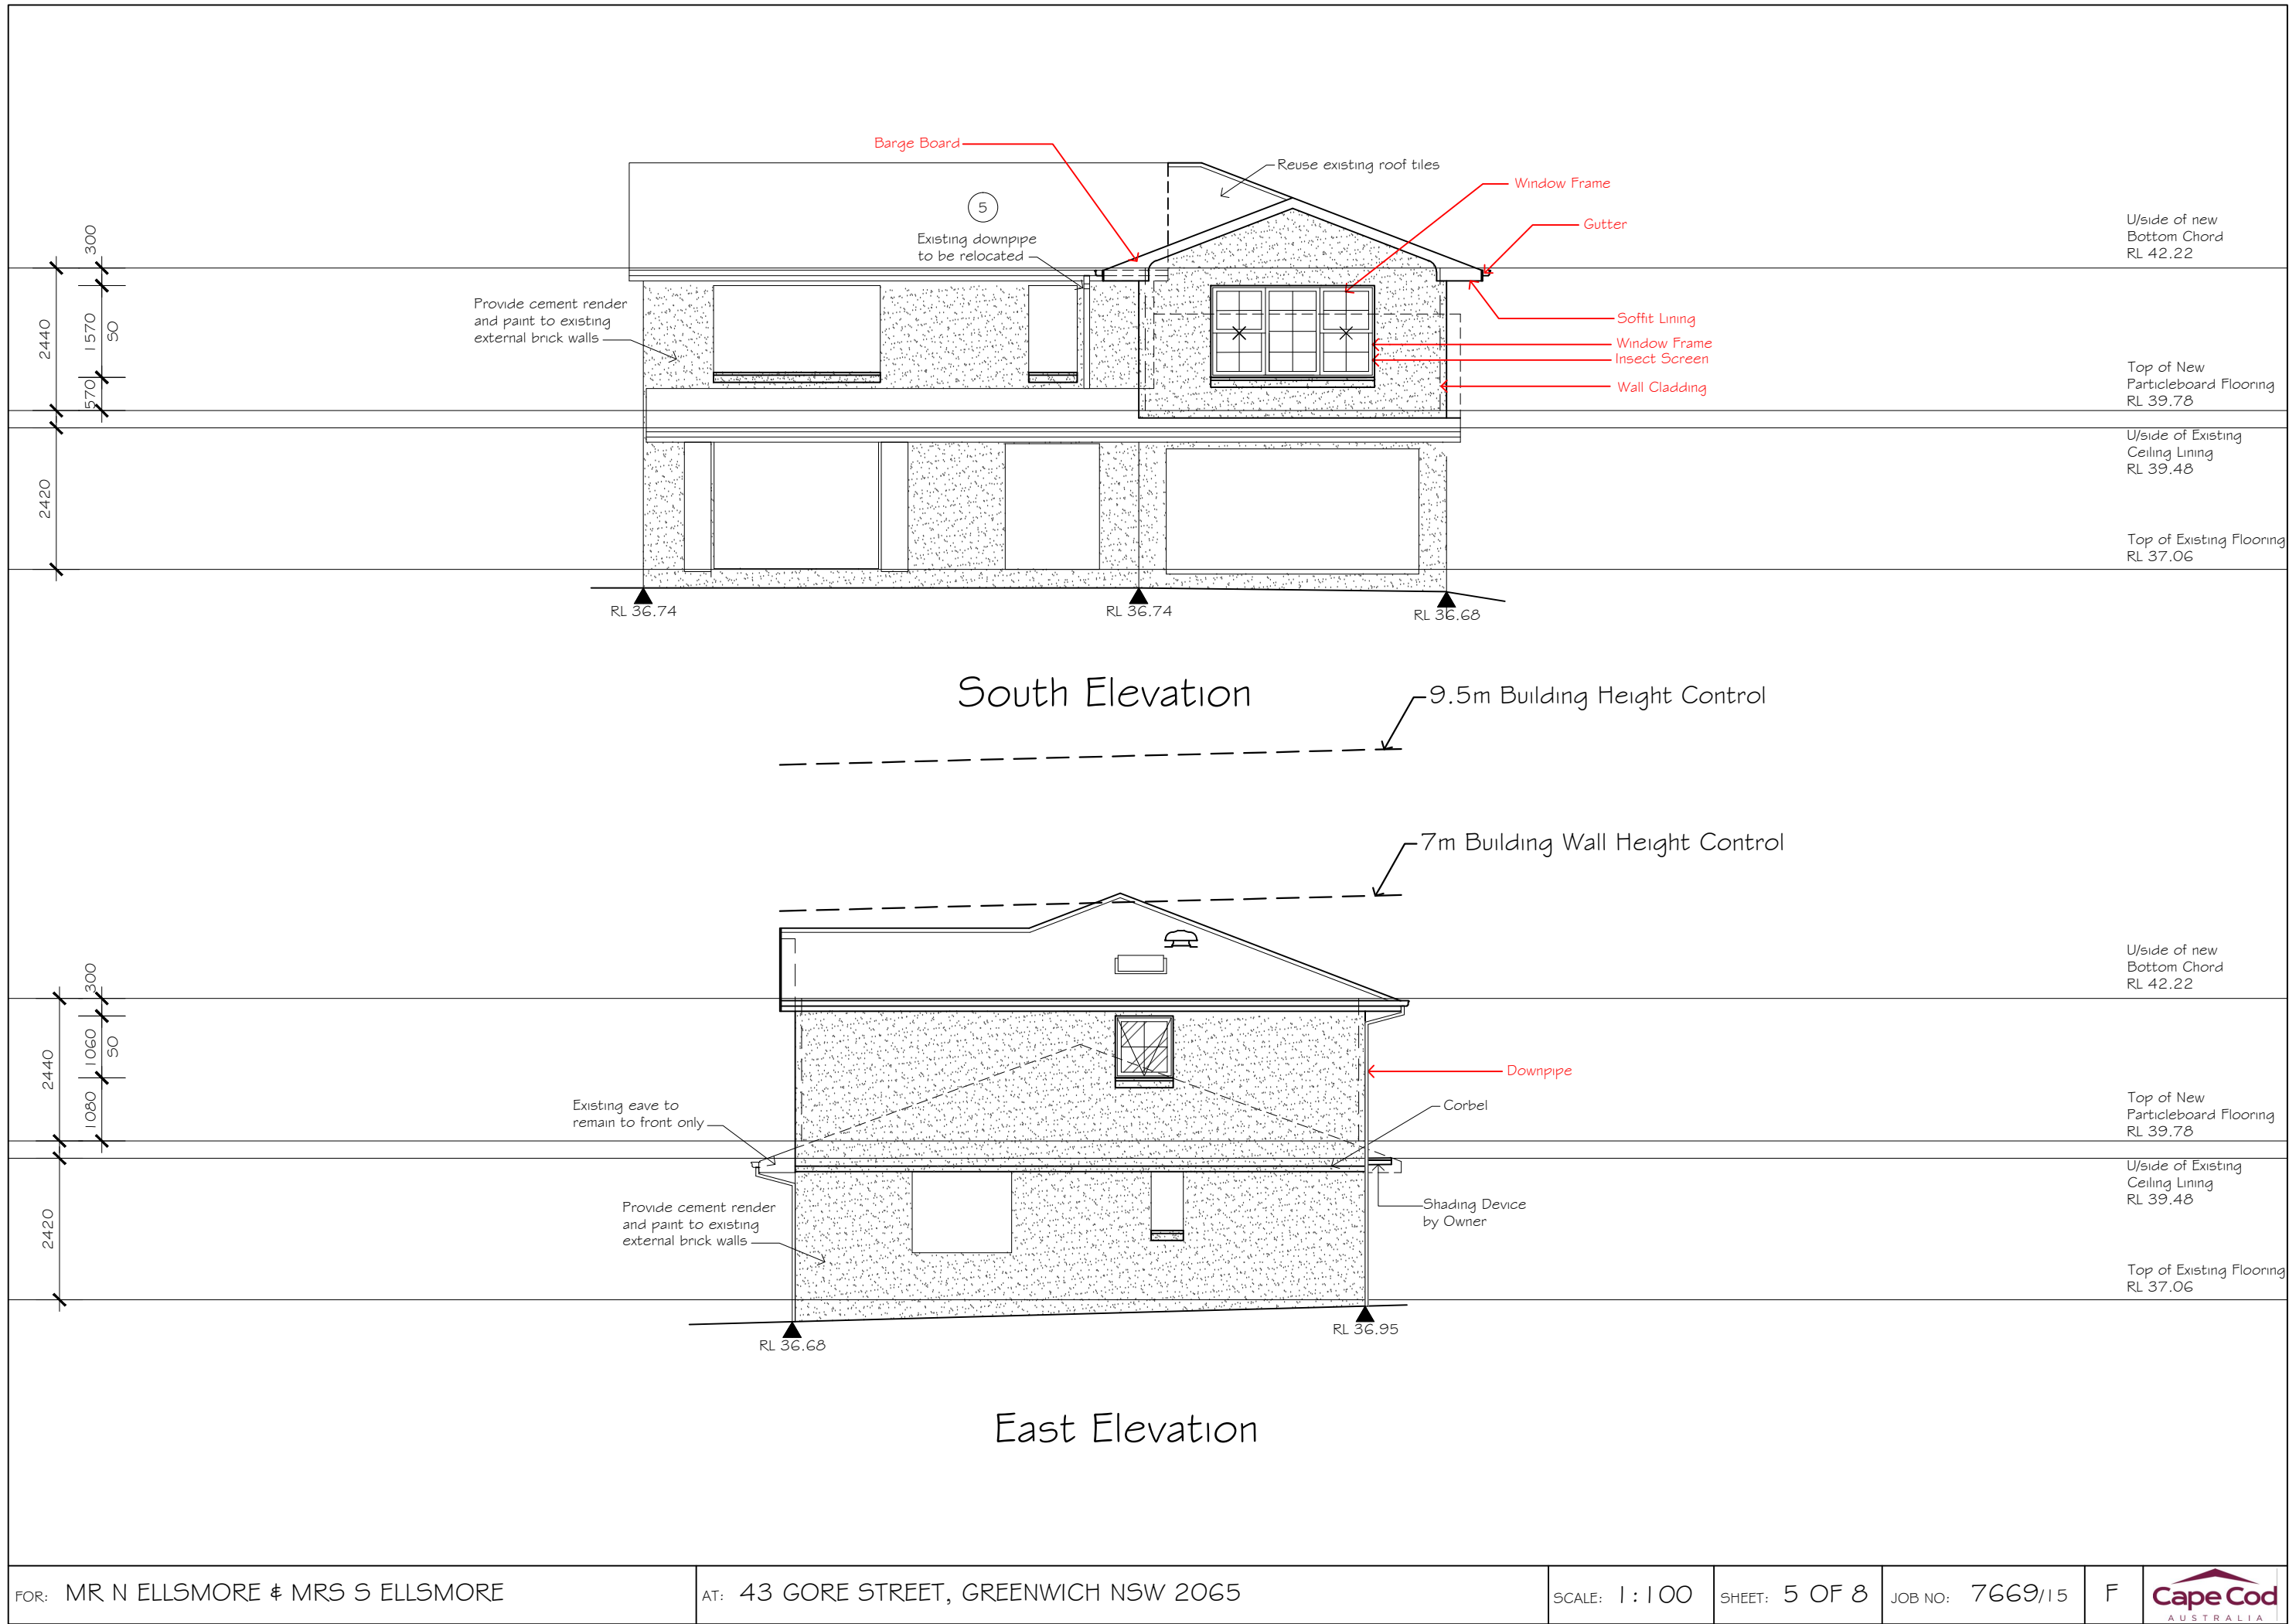 Barge Board
Reuse existing roof tiles
Window Frame
5
Gutter
Existing downpipe
to be relocated
U/side of new
Bottom Chord
RL 42.22
300
Provide cement render
and paint to existing
external brick walls
2440
1570
SO
570
Soffit Lining
Window Frame
Insect Screen
Wall Cladding
Top of New
Particleboard Flooring
RL 39.78
U/side of Existing
Ceiling Lining
RL 39.48
2420
Top of Existing Flooring
RL 37.06
RL 36.74
RL 36.74
RL 36.68
South Elevation
9.5m Building Height Control
7m Building Wall Height Control
U/side of new
Bottom Chord
RL 42.22
300
2440
1060
SO
1080
Downpipe
Existing eave to
remain to front only
Corbel
Top of New
Particleboard Flooring
RL 39.78
U/side of Existing
Ceiling Lining
RL 39.48
2420
Provide cement render
and paint to existing
external brick walls
Shading Device
by Owner
Top of Existing Flooring
RL 37.06
RL 36.68
RL 36.95
East Elevation
FOR: MR N ELLSMORE & MRS S ELLSMORE
AT: 43 GORE STREET, GREENWICH NSW 2065
SCALE: 1:100
SHEET: 5 OF 8
JOB NO: 7669/15
F
Cape Cod
AUSTRALIA